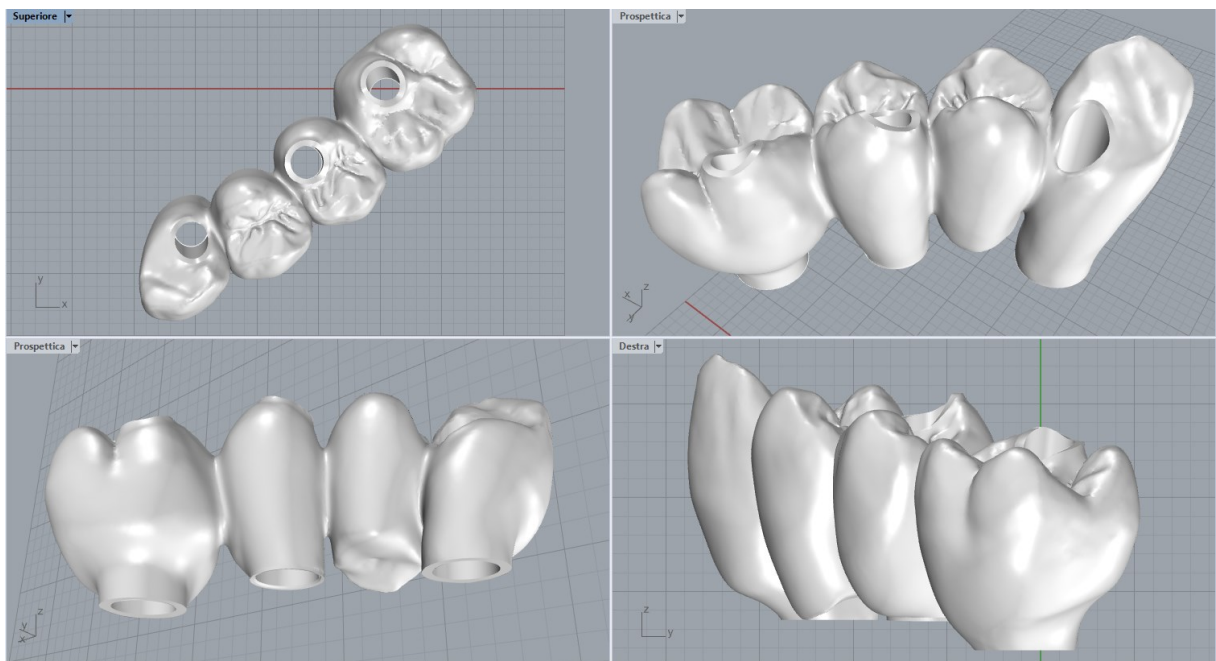 Superiore
Prospettica
y
x
z
x
y
Prospettica
Destra
z
y
x
z
y